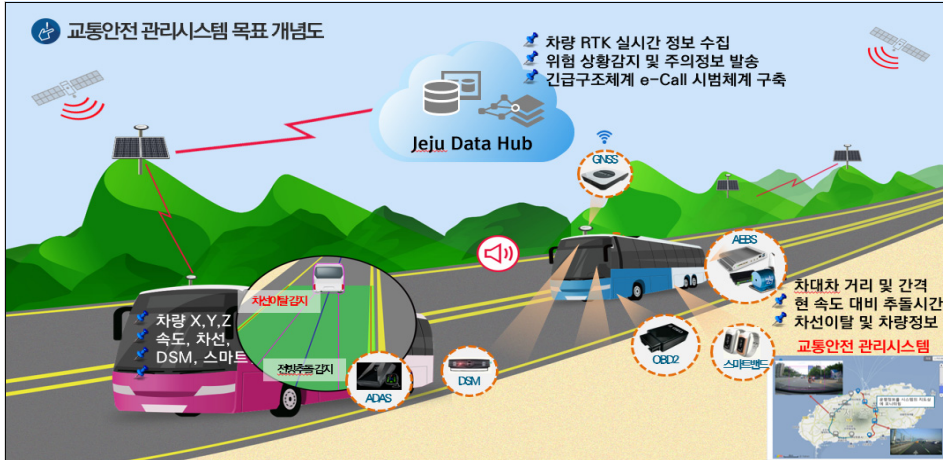 교통안전 관리시스템 목표 개념도
차량 RTK 실시간 정보 수집
위험 상황감지 및 주의정보 발송
긴급구조체계 e-Call 시범체계 구축
Jeju Data Hub
GNSS
AEBS
차선이탈 감지
전방추돌 감지
차량 X,Y,Z
속도, 차선,
DSM, 스마트
ADAS
DSM
OBD2
스마트밴드
차대차 거리 및 간격
현 속도 대비 추돌시간
차선이탈 및 차량정보
교통안전 관리시스템